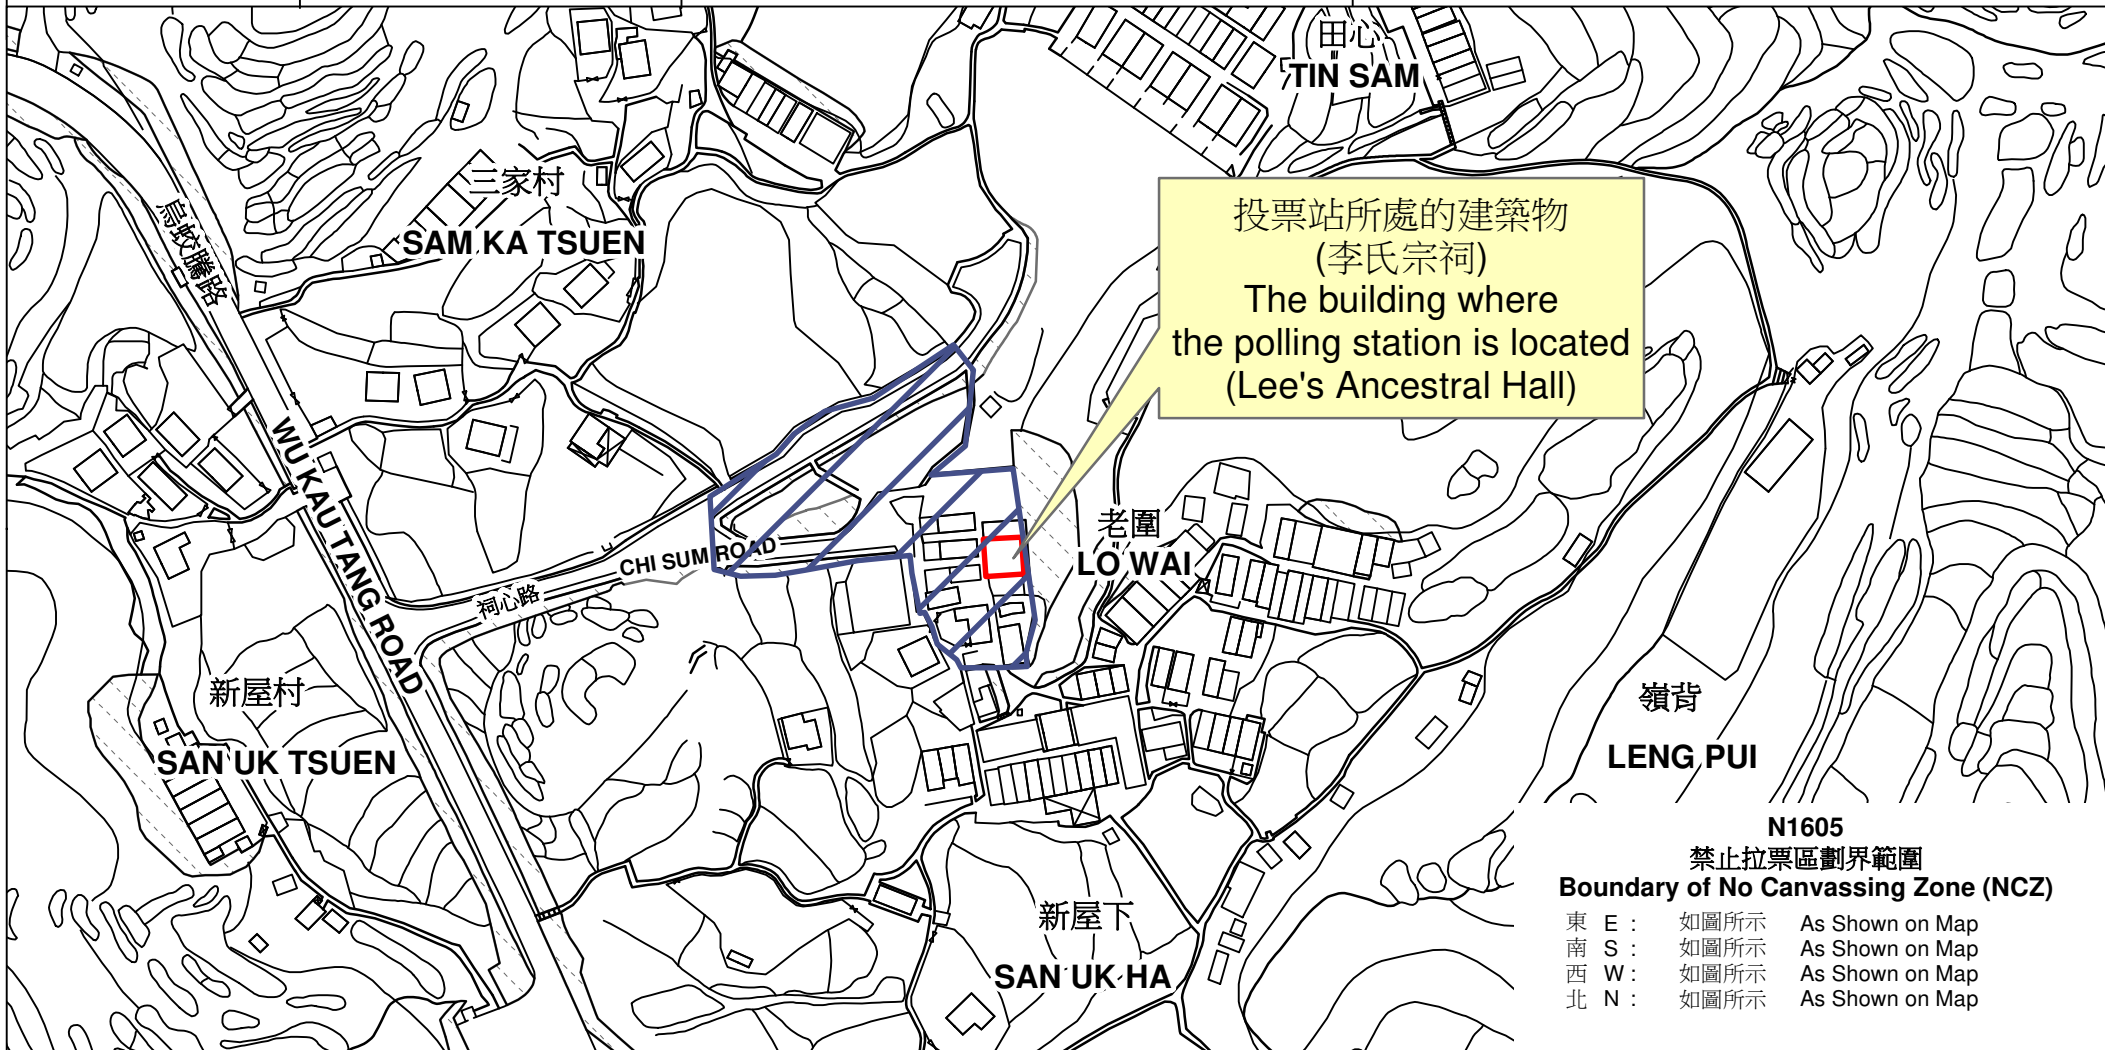 田心
TIN SAM
三家村
SAM KA TSUEN
烏蛟騰路
WU KAU TANG ROAD
投票站所處的建築物
(李氏宗祠)
The building where
the polling station is located
(Lee's Ancestral Hall)
老圍
LO WAI
CHI SUM ROAD
祠心路
新屋村
SAN UK TSUEN
嶺背
LENG PUI
新屋下
SAN UK HA
N1605
禁止拉票區劃界範圍
Boundary of No Canvassing Zone (NCZ)
東 E : 如圖所示 As Shown on Map
南 S : 如圖所示 As Shown on Map
西 W : 如圖所示 As Shown on Map
北 N : 如圖所示 As Shown on Map